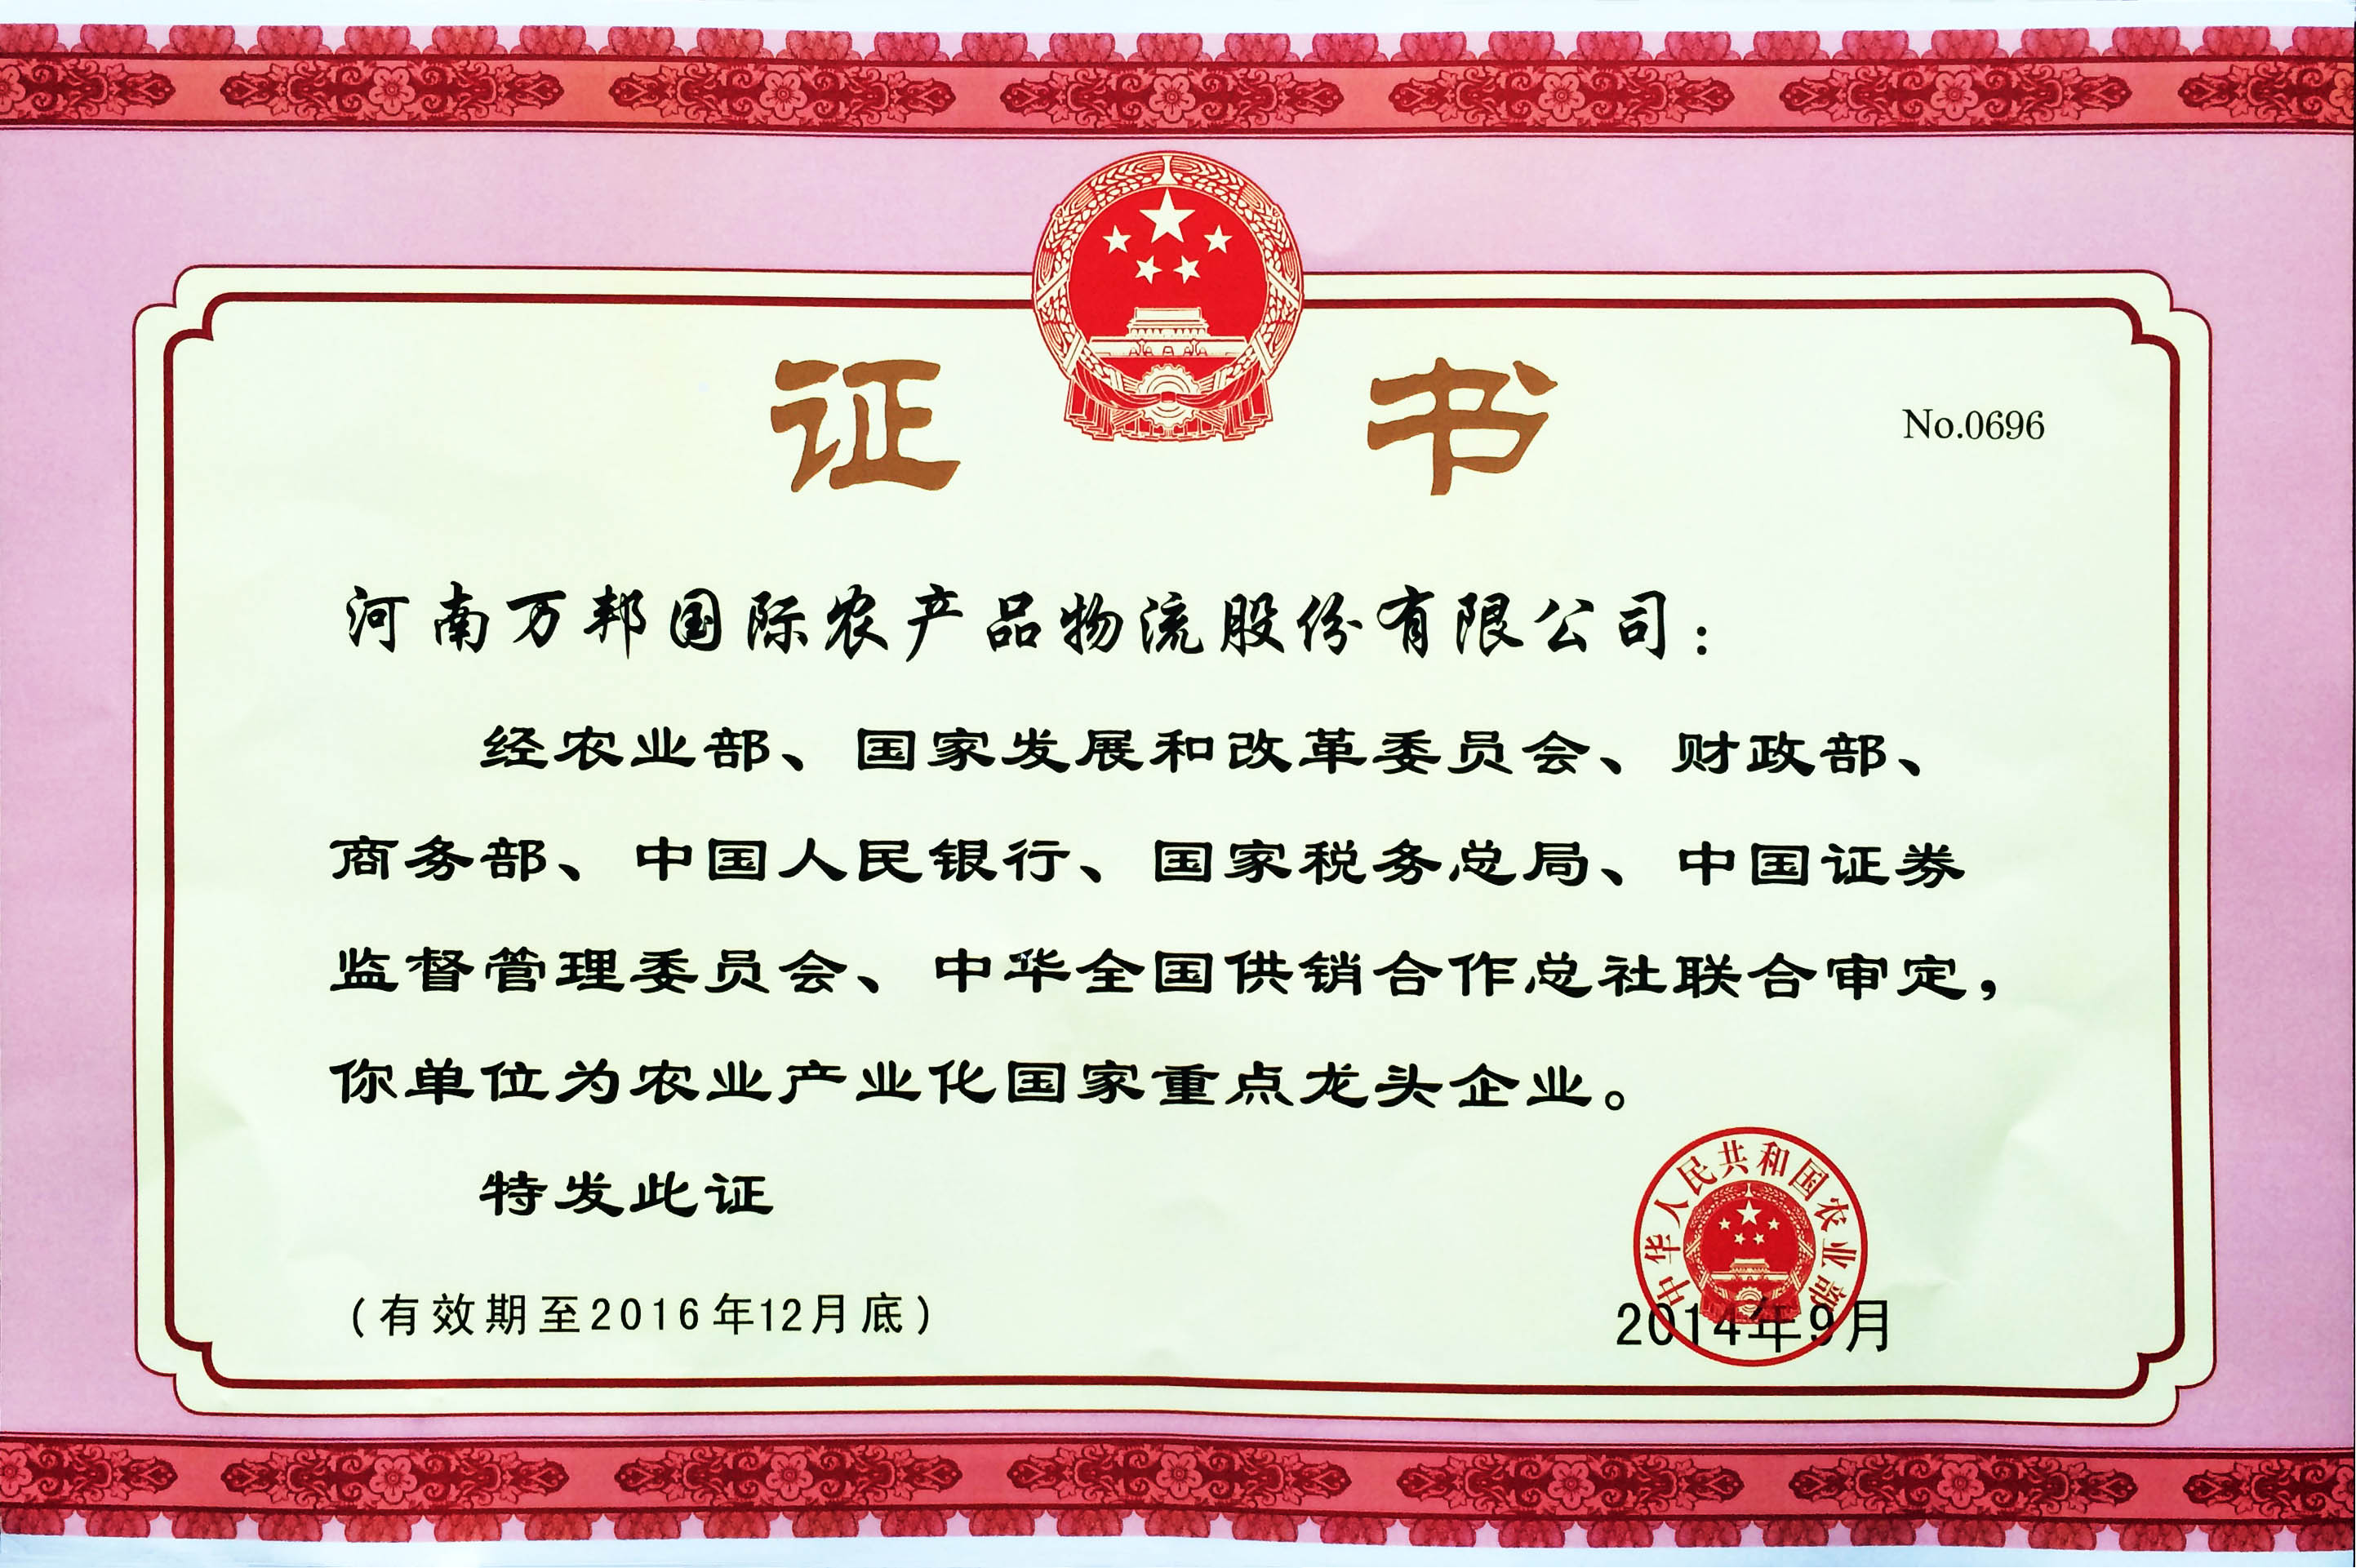 证书
No.0696
河南万邦国际农产品物流股份有限公司：
经农业部、国家发展和改革委员会、财政部、
商务部、中国人民银行、国家税务总局、中国证券
监督管理委员会、中华全国供销合作总社联合审定，
你单位为农业产业化国家重点龙头企业。
特发此证
中华人民共和国农业部
（有效期至2016年12月底）
2014年9月